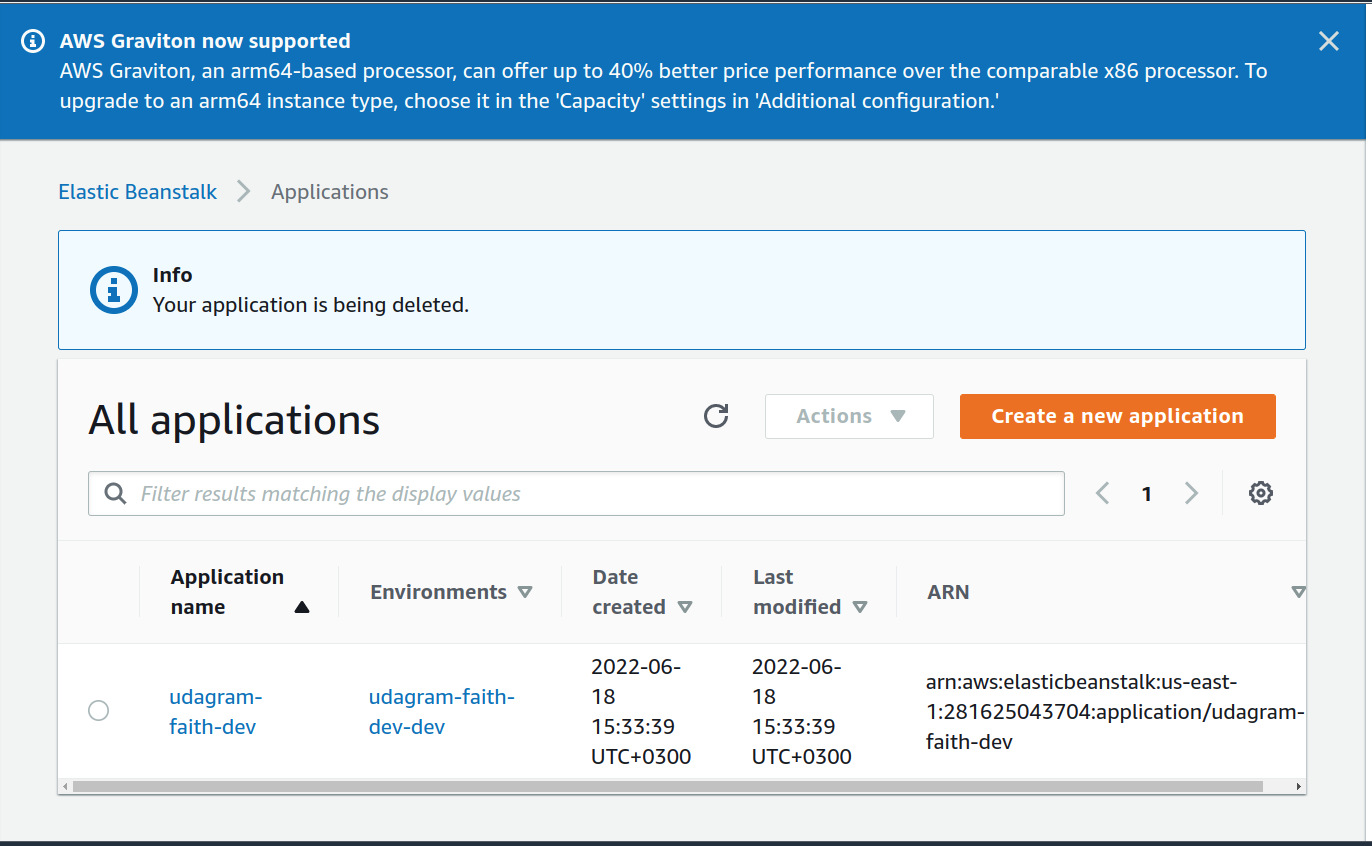 AWS Graviton now supported
AWS Graviton, an arm64-based processor, can offer up to 40% better price performance over the comparable x86 processor. To
upgrade to an arm64 instance type, choose it in the 'Capacity' settings in 'Additional configuration.'
Elastic Beanstalk Applications
Info
Your application is being deleted.
All applications Actions Create a new application
Filter results matching the display values 1
Application name Environments Date created Last modified ARN
udagram-
faith-dev
udagram-faith-
dev-dev
2022-06-
18
15:33:39
UTC+0300
2022-06-
18
15:33:39
UTC+0300
arn:aws:elasticbeanstalk:us-east-
1:281625043704:application/udagram-
faith-dev